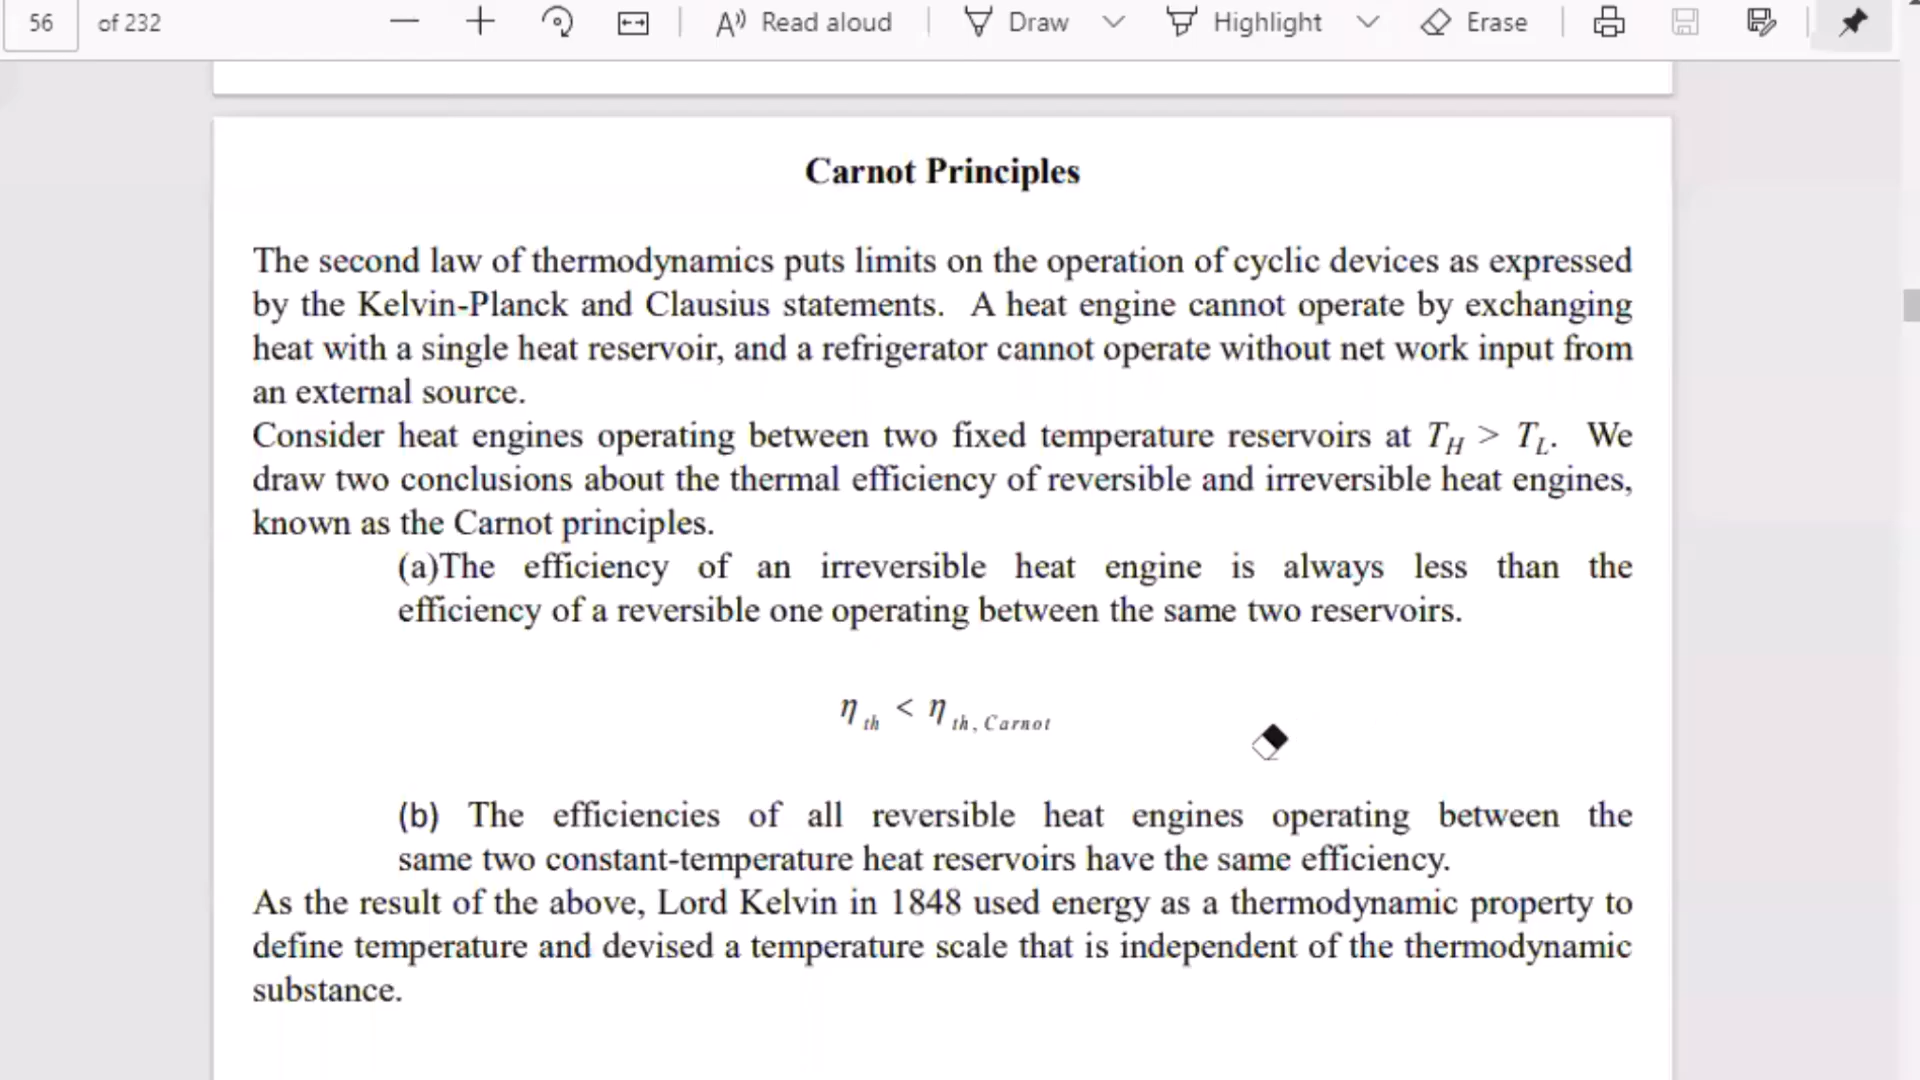 56 of 232 Read aloud Draw Highlight Erase
Carnot Principles
The second law of thermodynamics puts limits on the operation of cyclic devices as expressed
by the Kelvin-Planck and Clausius statements. A heat engine cannot operate by exchanging
heat with a single heat reservoir, and a refrigerator cannot operate without net work input from
an external source.
Consider heat engines operating between two fixed temperature reservoirs at T_H > T_L. We
draw two conclusions about the thermal efficiency of reversible and irreversible heat engines,
known as the Carnot principles.
(a)The efficiency of an irreversible heat engine is always less than the
efficiency of a reversible one operating between the same two reservoirs.
η_th < η_th, Carnot
(b) The efficiencies of all reversible heat engines operating between the
same two constant-temperature heat reservoirs have the same efficiency.
As the result of the above, Lord Kelvin in 1848 used energy as a thermodynamic property to
define temperature and devised a temperature scale that is independent of the thermodynamic
substance.